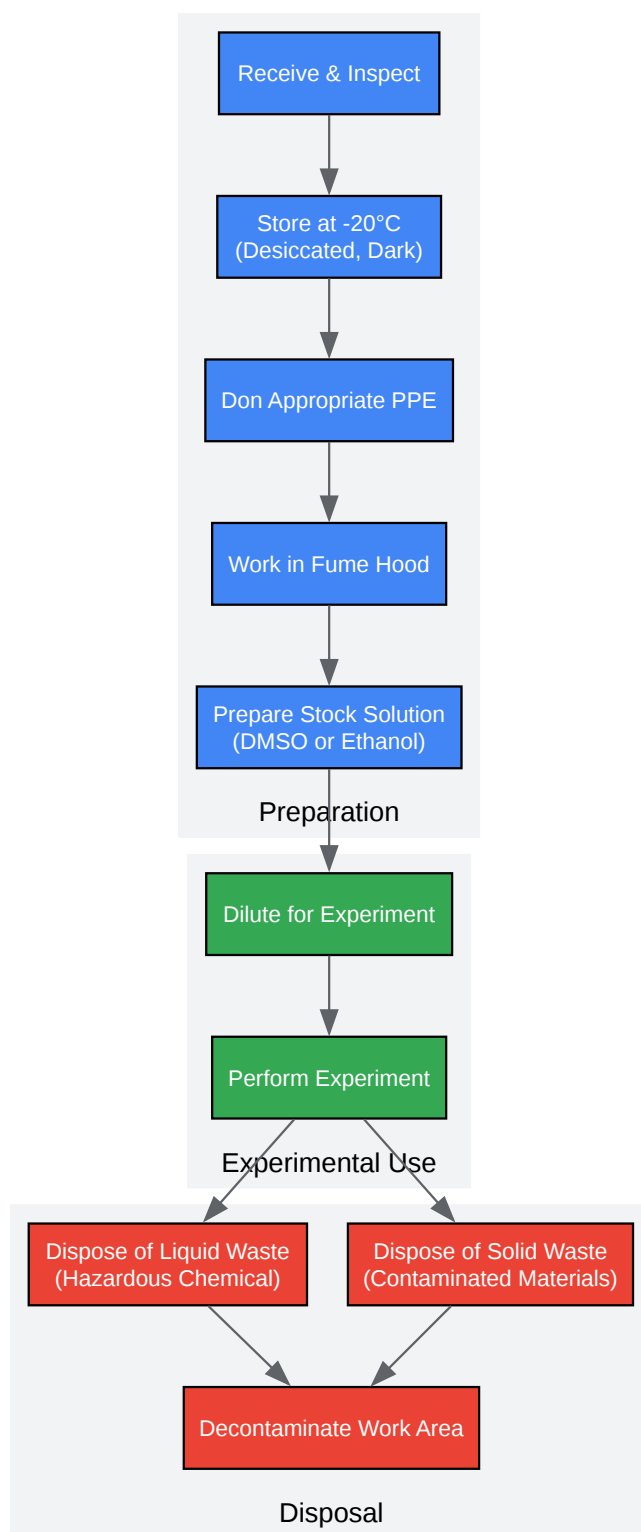 Receive & Inspect
Store at -20°C
(Desiccated, Dark)
Don Appropriate PPE
Work in Fume Hood
Prepare Stock Solution
(DMSO or Ethanol)
Preparation
Dilute for Experiment
Perform Experiment
Experimental Use
Dispose of Liquid Waste
(Hazardous Chemical)
Dispose of Solid Waste
(Contaminated Materials)
Decontaminate Work Area
Disposal